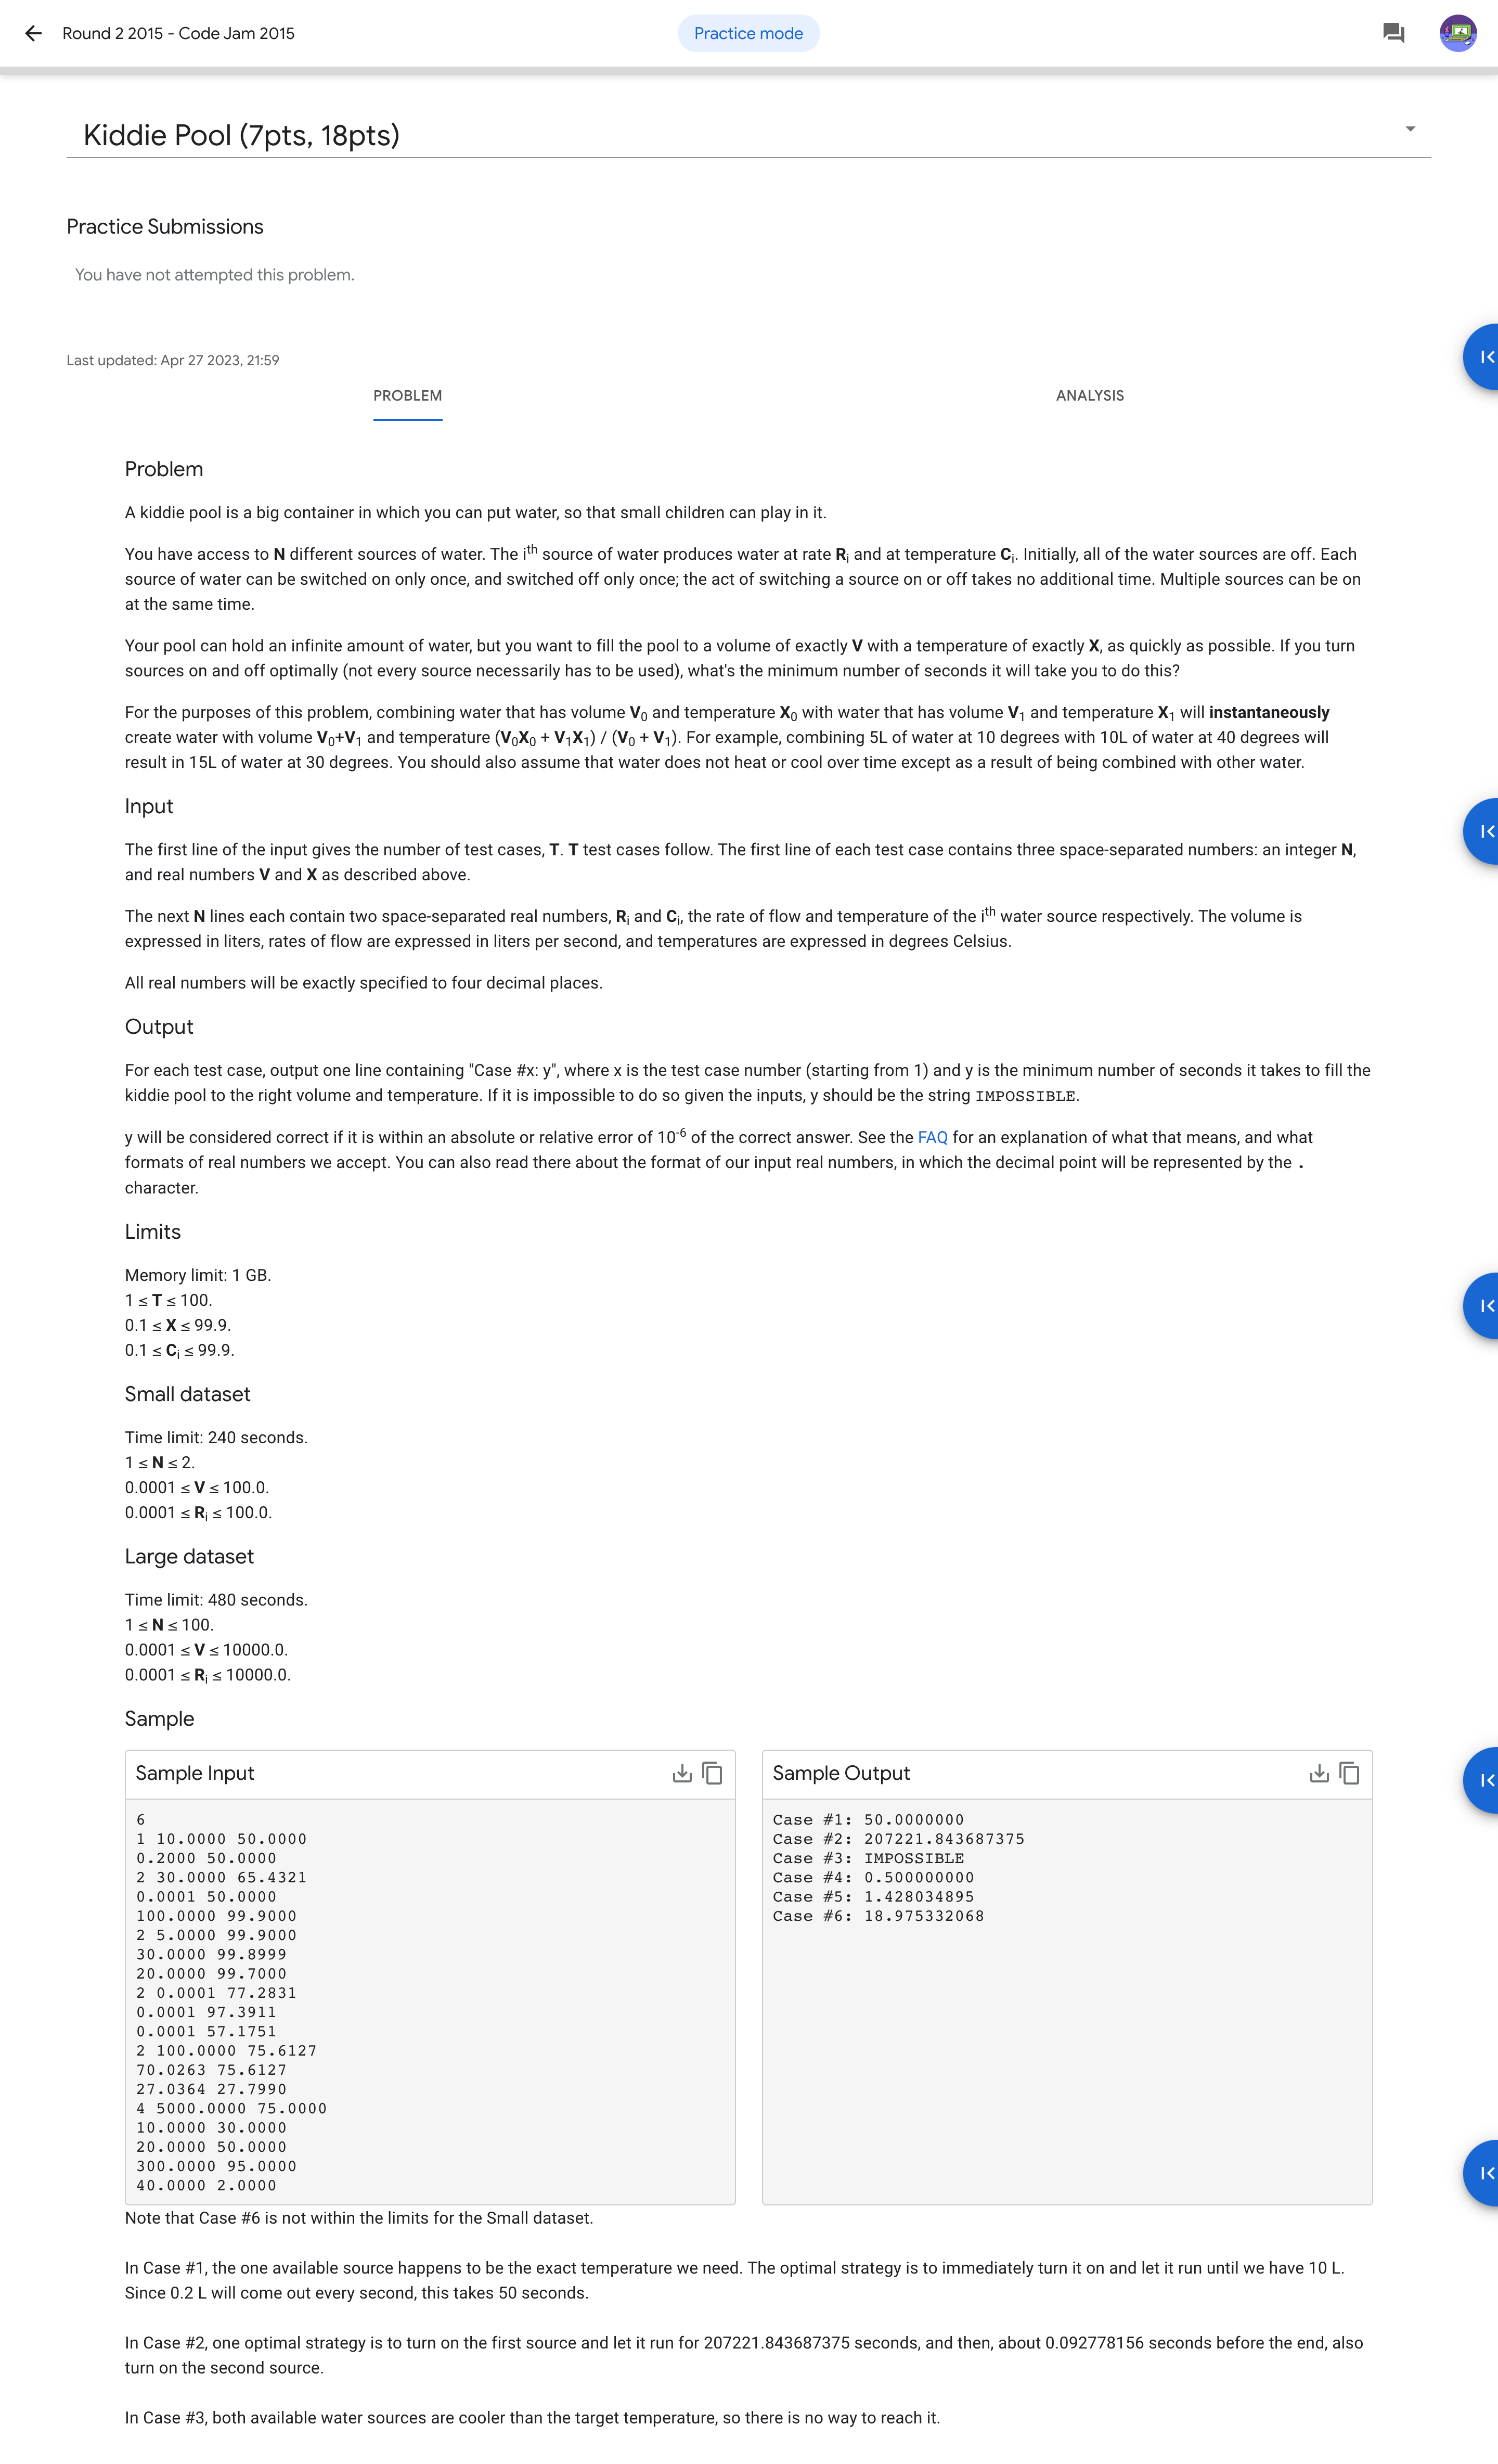 Round 2 2015 - Code Jam 2015
Practice mode
Kiddie Pool (7pts, 18pts)
Practice Submissions
You have not attempted this problem.
Last updated: Apr 27 2023, 21:59
PROBLEM
ANALYSIS
Problem
A kiddie pool is a big container in which you can put water, so that small children can play in it.
You have access to N different sources of water. The ith source of water produces water at rate Ri and at temperature Ci. Initially, all of the water sources are off. Each
source of water can be switched on only once, and switched off only once; the act of switching a source on or off takes no additional time. Multiple sources can be on
at the same time.
Your pool can hold an infinite amount of water, but you want to fill the pool to a volume of exactly V with a temperature of exactly X, as quickly as possible. If you turn
sources on and off optimally (not every source necessarily has to be used), what's the minimum number of seconds it will take you to do this?
For the purposes of this problem, combining water that has volume V0 and temperature X0 with water that has volume V1 and temperature X1 will instantaneously
create water with volume V0+V1 and temperature (V0X0 + V1X1) / (V0 + V1). For example, combining 5L of water at 10 degrees with 10L of water at 40 degrees will
result in 15L of water at 30 degrees. You should also assume that water does not heat or cool over time except as a result of being combined with other water.
Input
The first line of the input gives the number of test cases, T. T test cases follow. The first line of each test case contains three space-separated numbers: an integer N,
and real numbers V and X as described above.
The next N lines each contain two space-separated real numbers, Ri and Ci, the rate of flow and temperature of the ith water source respectively. The volume is
expressed in liters, rates of flow are expressed in liters per second, and temperatures are expressed in degrees Celsius.
All real numbers will be exactly specified to four decimal places.
Output
For each test case, output one line containing "Case #x: y", where x is the test case number (starting from 1) and y is the minimum number of seconds it takes to fill the
kiddie pool to the right volume and temperature. If it is impossible to do so given the inputs, y should be the string IMPOSSIBLE.
y will be considered correct if it is within an absolute or relative error of 10-6 of the correct answer. See the FAQ for an explanation of what that means, and what
formats of real numbers we accept. You can also read there about the format of our input real numbers, in which the decimal point will be represented by the .
character.
Limits
Memory limit: 1 GB.
1 ≤ T ≤ 100.
0.1 ≤ X ≤ 99.9.
0.1 ≤ Ci ≤ 99.9.
Small dataset
Time limit: 240 seconds.
1 ≤ N ≤ 2.
0.0001 ≤ V ≤ 100.0.
0.0001 ≤ Ri ≤ 100.0.
Large dataset
Time limit: 480 seconds.
1 ≤ N ≤ 100.
0.0001 ≤ V ≤ 10000.0.
0.0001 ≤ Ri ≤ 10000.0.
Sample
Sample Input
6
1 10.0000 50.0000
0.2000 50.0000
2 30.0000 65.4321
0.0001 50.0000
100.0000 99.9000
2 5.0000 99.9000
30.0000 99.8999
20.0000 99.7000
2 0.0001 77.2831
0.0001 97.3911
0.0001 57.1751
2 100.0000 75.6127
70.0263 75.6127
27.0364 27.7990
4 5000.0000 75.0000
10.0000 30.0000
20.0000 50.0000
300.0000 95.0000
40.0000 2.0000
Sample Output
Case #1: 50.0000000
Case #2: 207221.843687375
Case #3: IMPOSSIBLE
Case #4: 0.500000000
Case #5: 1.428034895
Case #6: 18.975332068
Note that Case #6 is not within the limits for the Small dataset.
In Case #1, the one available source happens to be the exact temperature we need. The optimal strategy is to immediately turn it on and let it run until we have 10 L.
Since 0.2 L will come out every second, this takes 50 seconds.
In Case #2, one optimal strategy is to turn on the first source and let it run for 207221.843687375 seconds, and then, about 0.092778156 seconds before the end, also
turn on the second source.
In Case #3, both available water sources are cooler than the target temperature, so there is no way to reach it.